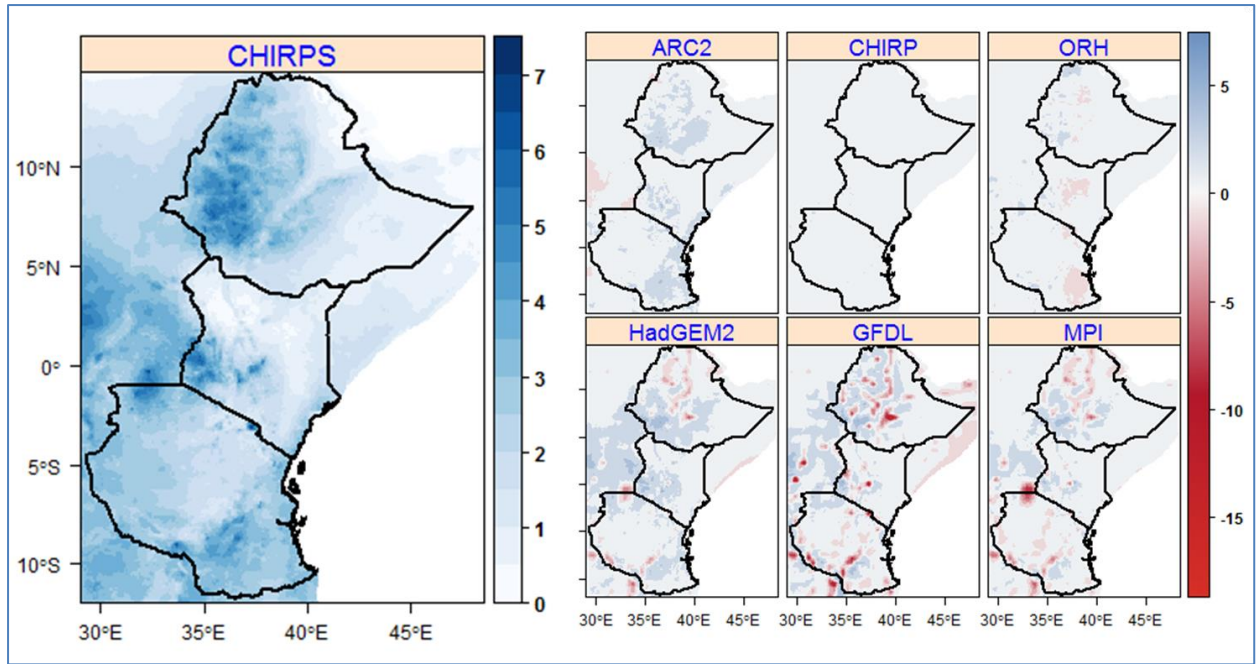 CHIRPS
10°N
5°N
0°
5°S
10°S
30°E 35°E 40°E 45°E
7
6
5
4
3
2
1
0
ARC2 CHIRP ORH
HadGEM2 GFDL MPI
30°E 35°E 40°E 45°E 30°E 35°E 40°E 45°E 30°E 35°E 40°E 45°E
5
0
-5
-10
-15